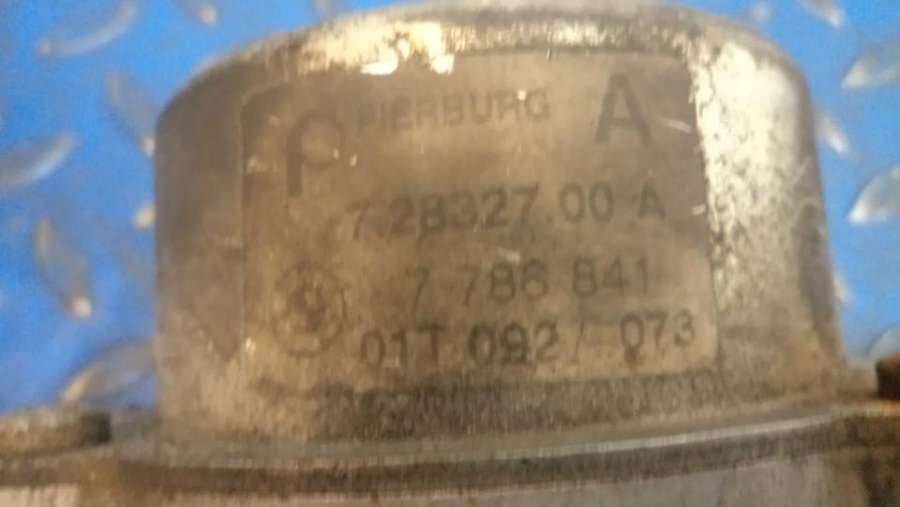 PIERBURG A
7.28327.00 A
7 786 841
01T 092/ 073